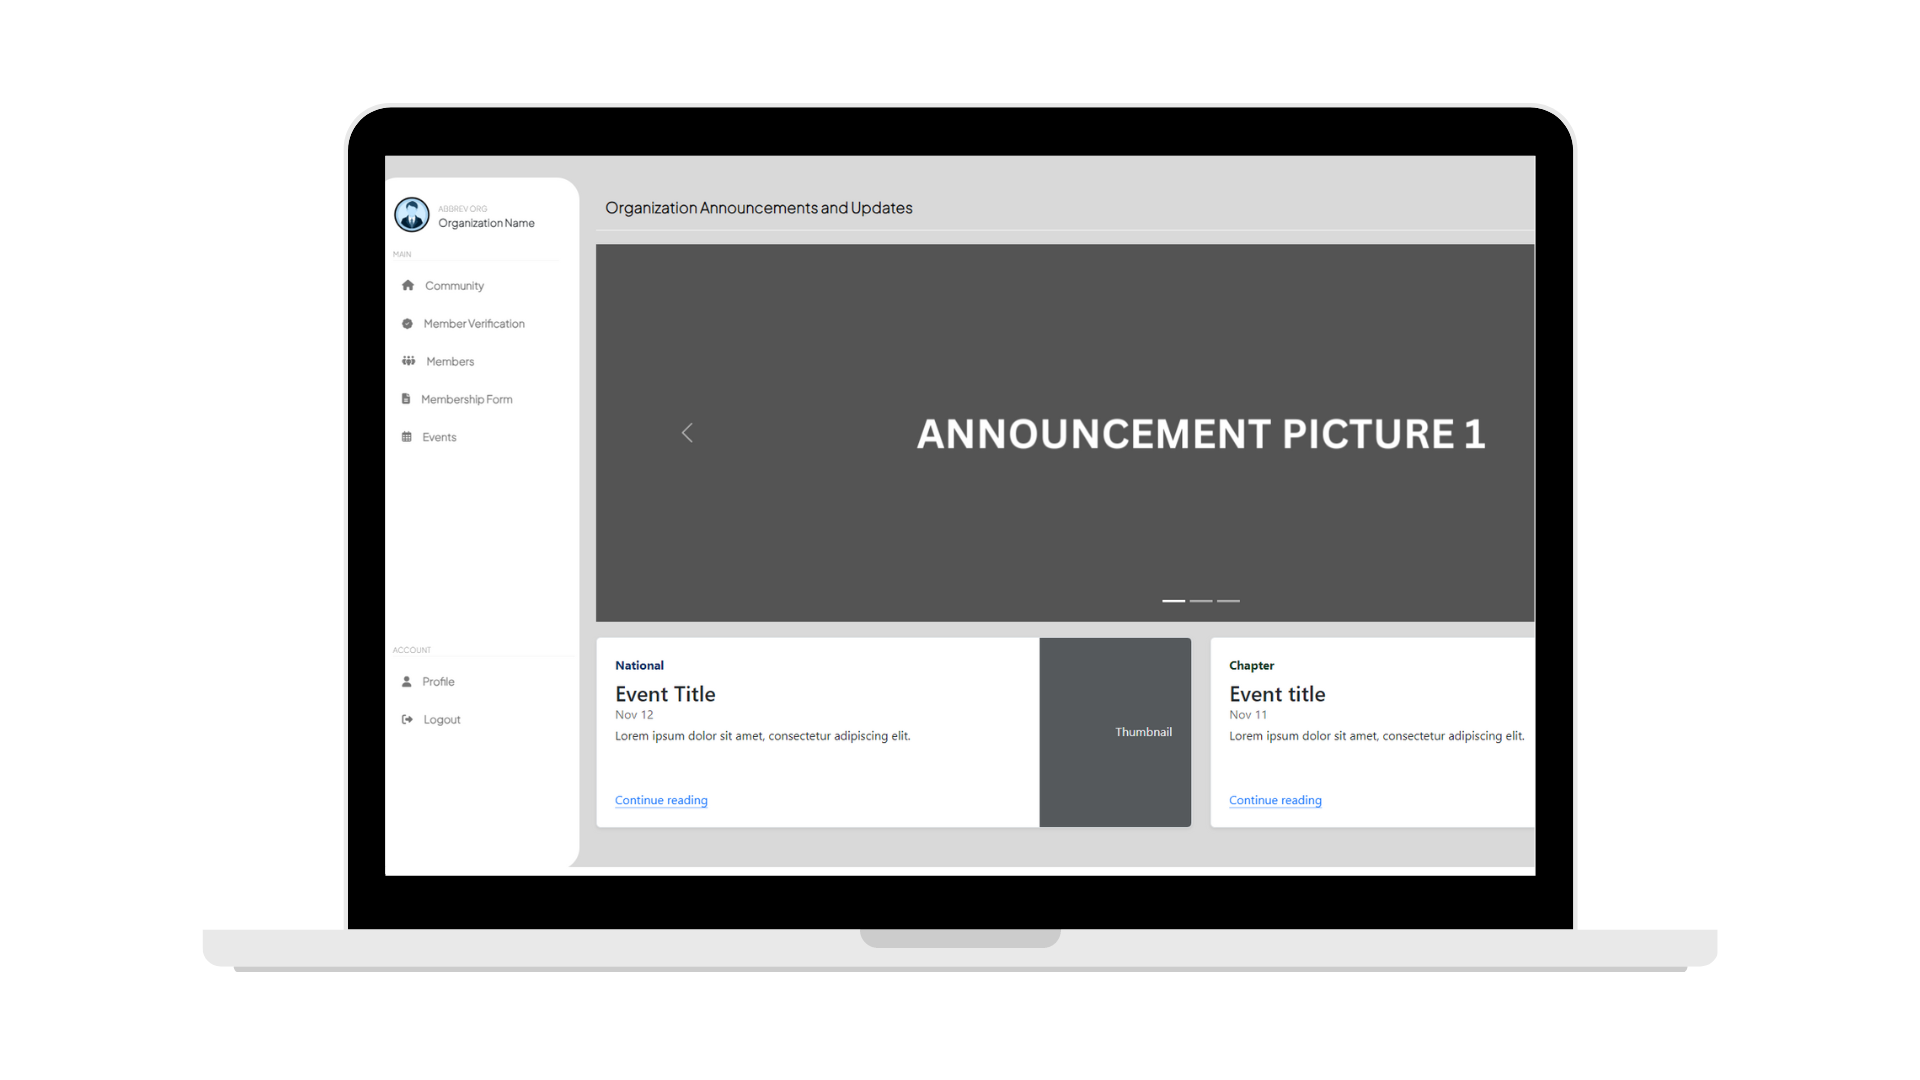 ABBREV ORG
Organization Name
MAIN
Community
Member Verification
Members
Membership Form
Events
ACCOUNT
Profile
Logout
Organization Announcements and Updates
ANNOUNCEMENT PICTURE 1
National
Event Title
Nov 12
Lorem ipsum dolor sit amet, consectetur adipiscing elit.
Continue reading
Thumbnail
Chapter
Event title
Nov 11
Lorem ipsum dolor sit amet, consectetur adipiscing elit.
Continue reading